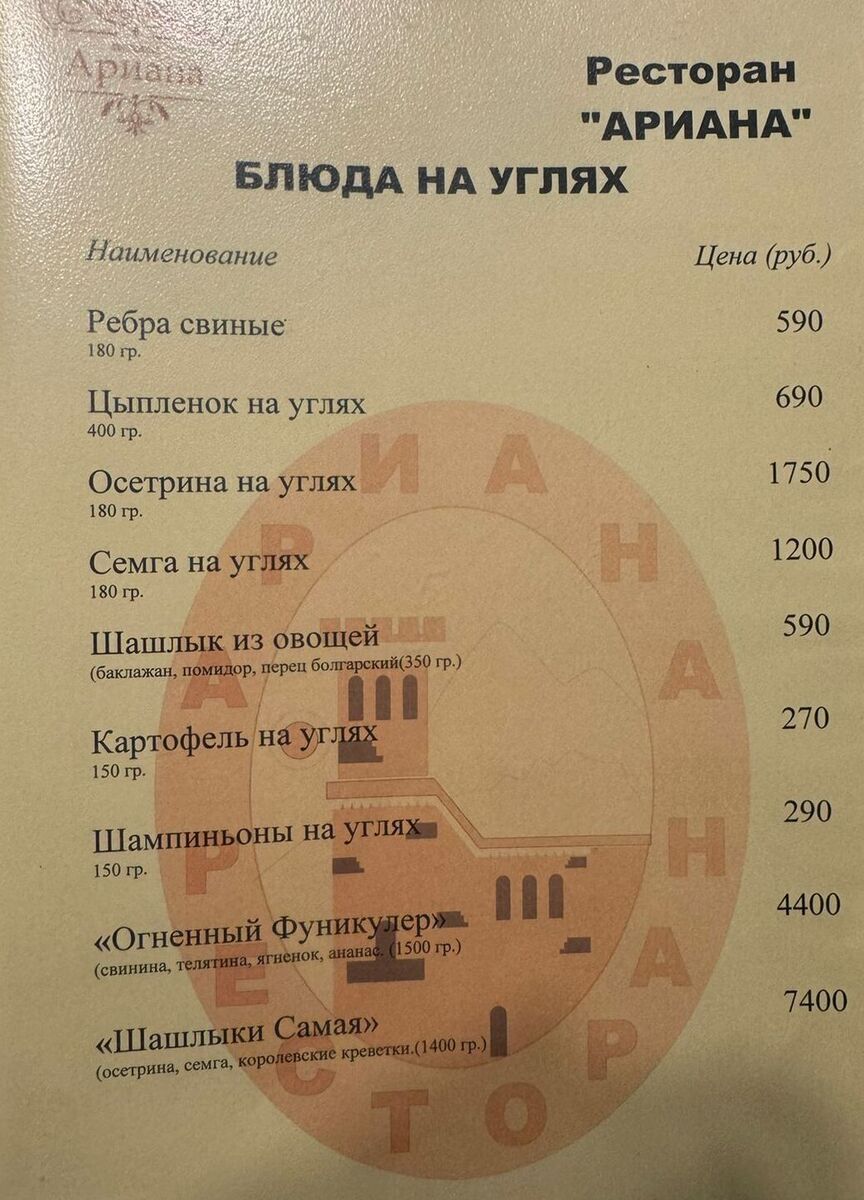 Ариана
Ресторан
"АРИАНА"
БЛЮДА НА УГЛЯХ
Наименование Цена (руб.)
Ребра свиные 590
180 гр.
Цыпленок на углях 690
400 гр.
Осетрина на углях 1750
180 гр.
Семга на углях 1200
180 гр.
Шашлык из овощей 590
(баклажан, помидор, перец болгарский(350 гр.)
Картофель на углях 270
150 гр.
Шампиньоны на углях 290
150 гр.
«Огненный Фуникулер» 4400
(свинина, телятина, ягненок, ананас. (1500 гр.)
«Шашлыки Самая» 7400
(осетрина, семга, королевские креветки.(1400 гр.)
АРИАНА
РЕСТОРАН